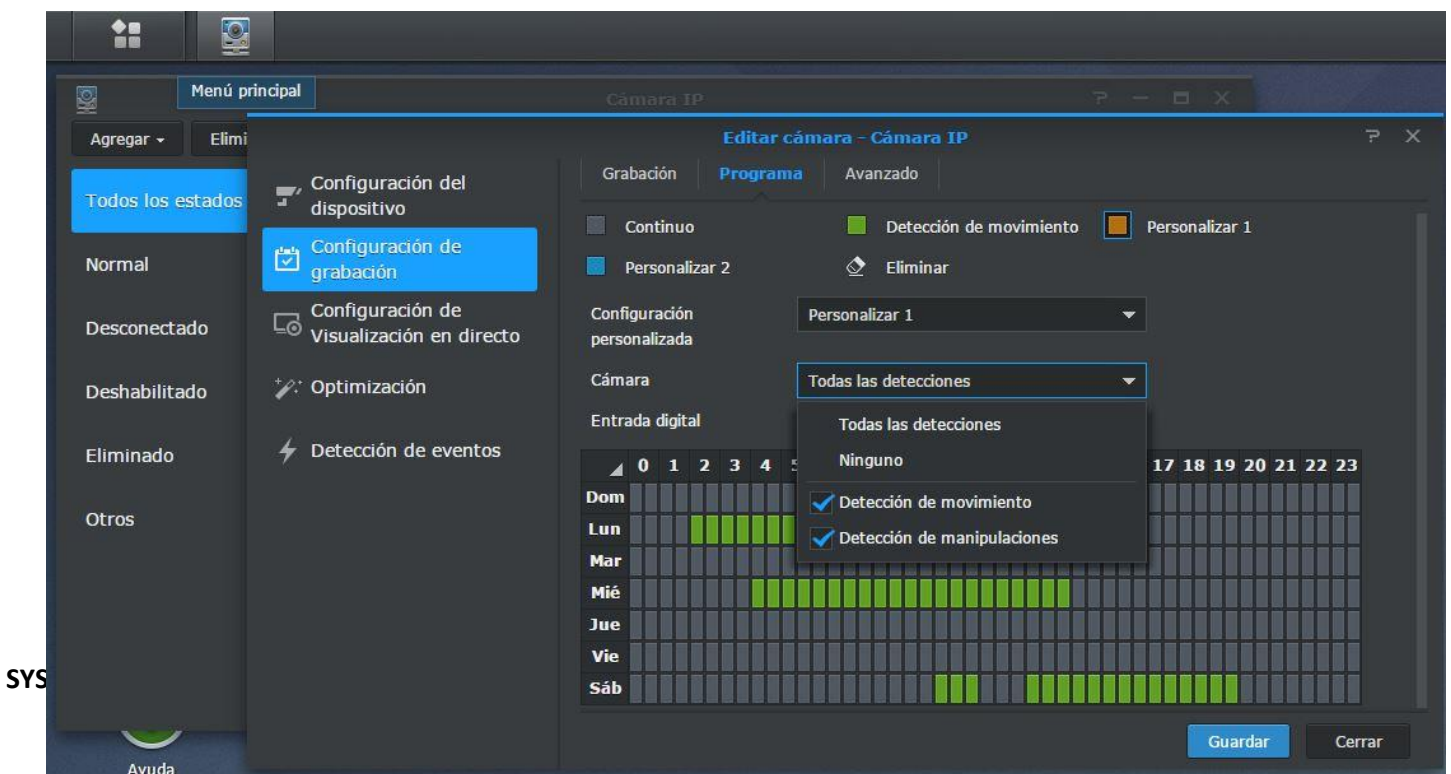 Menú principal
Cámara IP
Agregar
Elimi
Editar cámara - Cámara IP
Todos los estados
Normal
Desconectado
Deshabilitado
Eliminado
Otros
Configuración del
dispositivo
Configuración de
grabación
Configuración de
Visualización en directo
Optimización
Detección de eventos
Grabación Programa Avanzado
Continuo Detección de movimiento Personalizar 1
Personalizar 2 Eliminar
Configuración
personalizada
Personalizar 1
Cámara
Todas las detecciones
Entrada digital
Todas las detecciones
Ninguno
Detección de movimiento
Detección de manipulaciones
0 1 2 3 4 17 18 19 20 21 22 23
Dom
Lun
Mar
Mié
Jue
Vie
Sáb
Guardar Cerrar
SYS
Ayuda